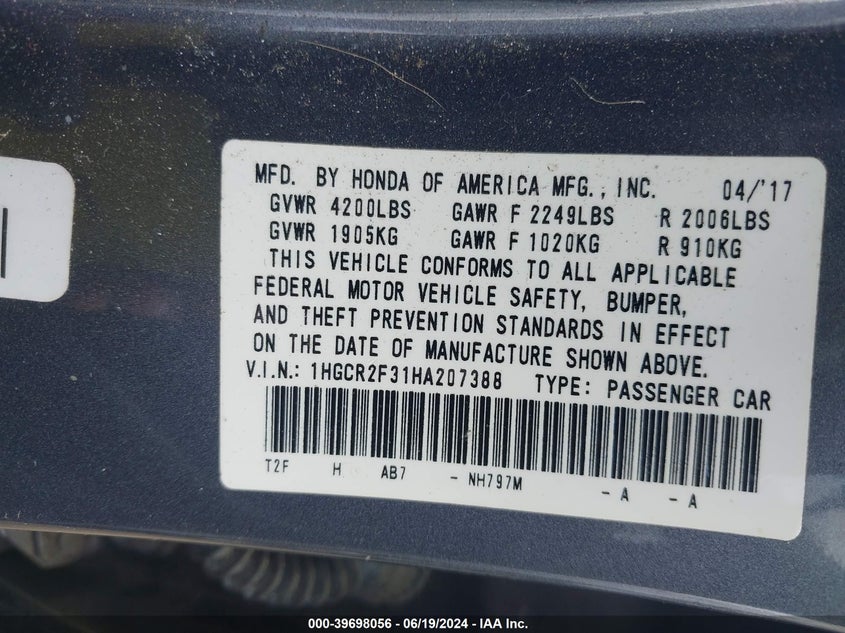 MFD. BY HONDA OF AMERICA MFG., INC. 04/'17
GVWR 4200LBS GAWR F 2249LBS R 2006LBS
GVWR 1905KG GAWR F 1020KG R 910KG
THIS VEHICLE CONFORMS TO ALL APPLICABLE
FEDERAL MOTOR VEHICLE SAFETY, BUMPER,
AND THEFT PREVENTION STANDARDS IN EFFECT
ON THE DATE OF MANUFACTURE SHOWN ABOVE.
V.I.N.: 1HGCR2F31HA207388 TYPE: PASSENGER CAR
T2F H AB7 - NH797M - A - A
000-39698056 - 06/19/2024 - IAA Inc.